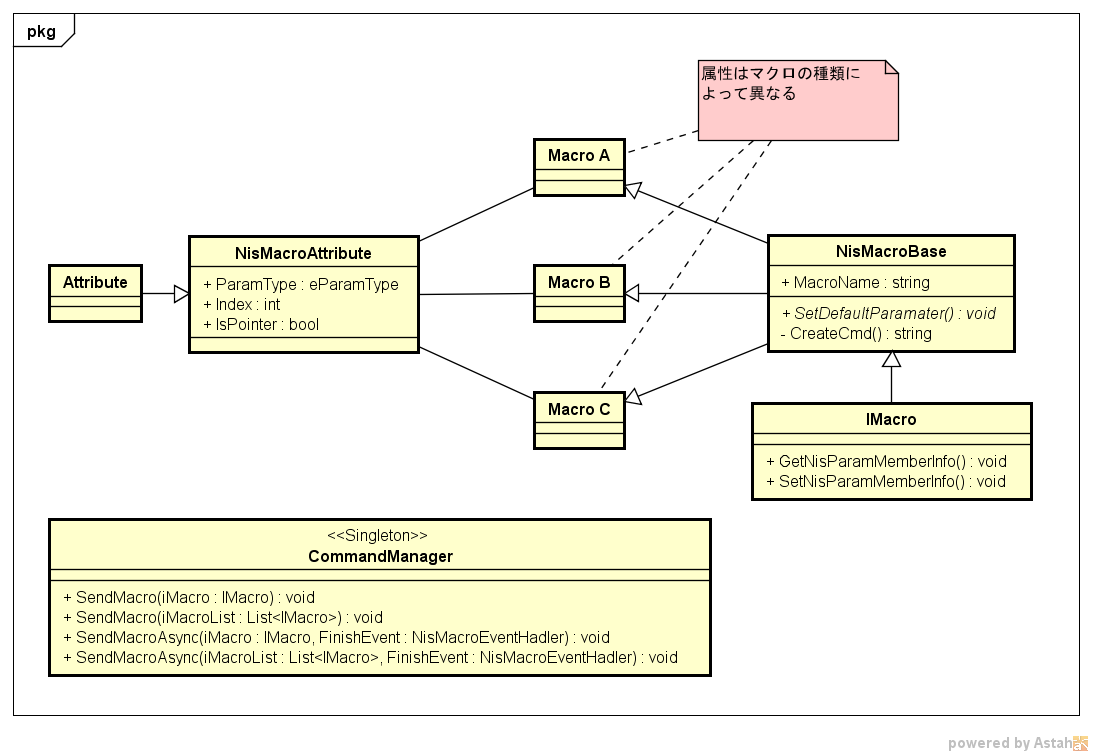 pkg
属性はマクロの種類に
よって異なる
Macro A
NisMacroAttribute
+ ParamType : eParamType
+ Index : int
+ IsPointer : bool
Attribute
Macro B
NisMacroBase
+ MacroName : string
+ SetDefaultParamater() : void
- CreateCmd() : string
Macro C
IMacro
+ GetNisParamMemberInfo() : void
+ SetNisParamMemberInfo() : void
<<Singleton>>
CommandManager
+ SendMacro(iMacro : IMacro) : void
+ SendMacro(iMacroList : List<IMacro>) : void
+ SendMacroAsync(iMacro : IMacro, FinishEvent : NisMacroEventHadler) : void
+ SendMacroAsync(iMacroList : List<IMacro>, FinishEvent : NisMacroEventHadler) : void
powered by Astah